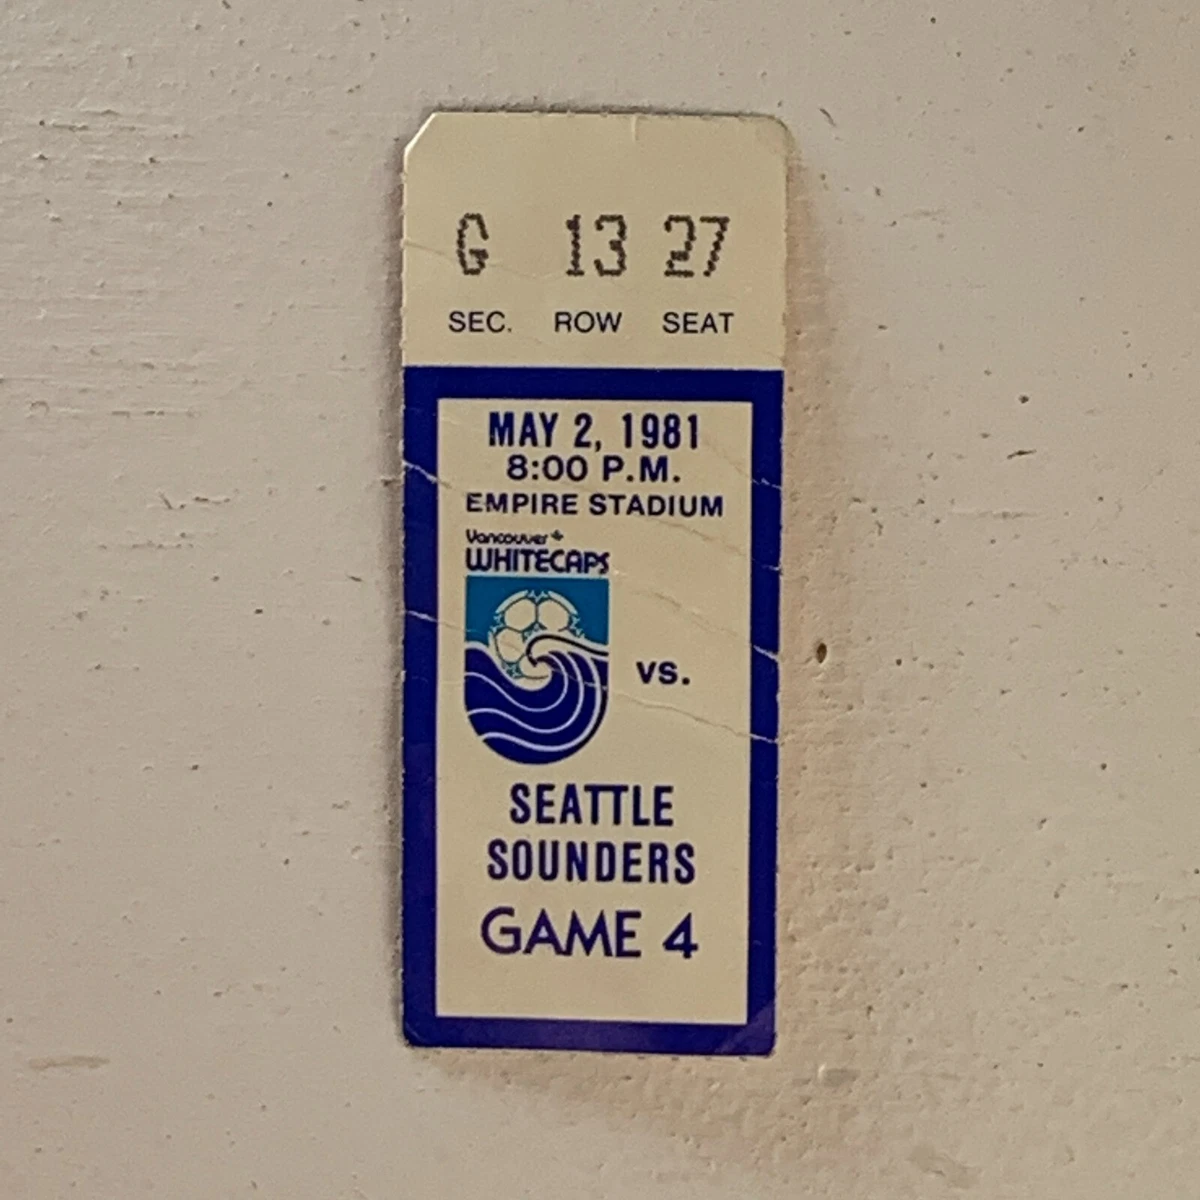 G 13 27
SEC. ROW SEAT
MAY 2, 1981
8:00 P.M.
EMPIRE STADIUM
Vancouver
WHITECAPS
vs.
SEATTLE
SOUNDERS
GAME 4